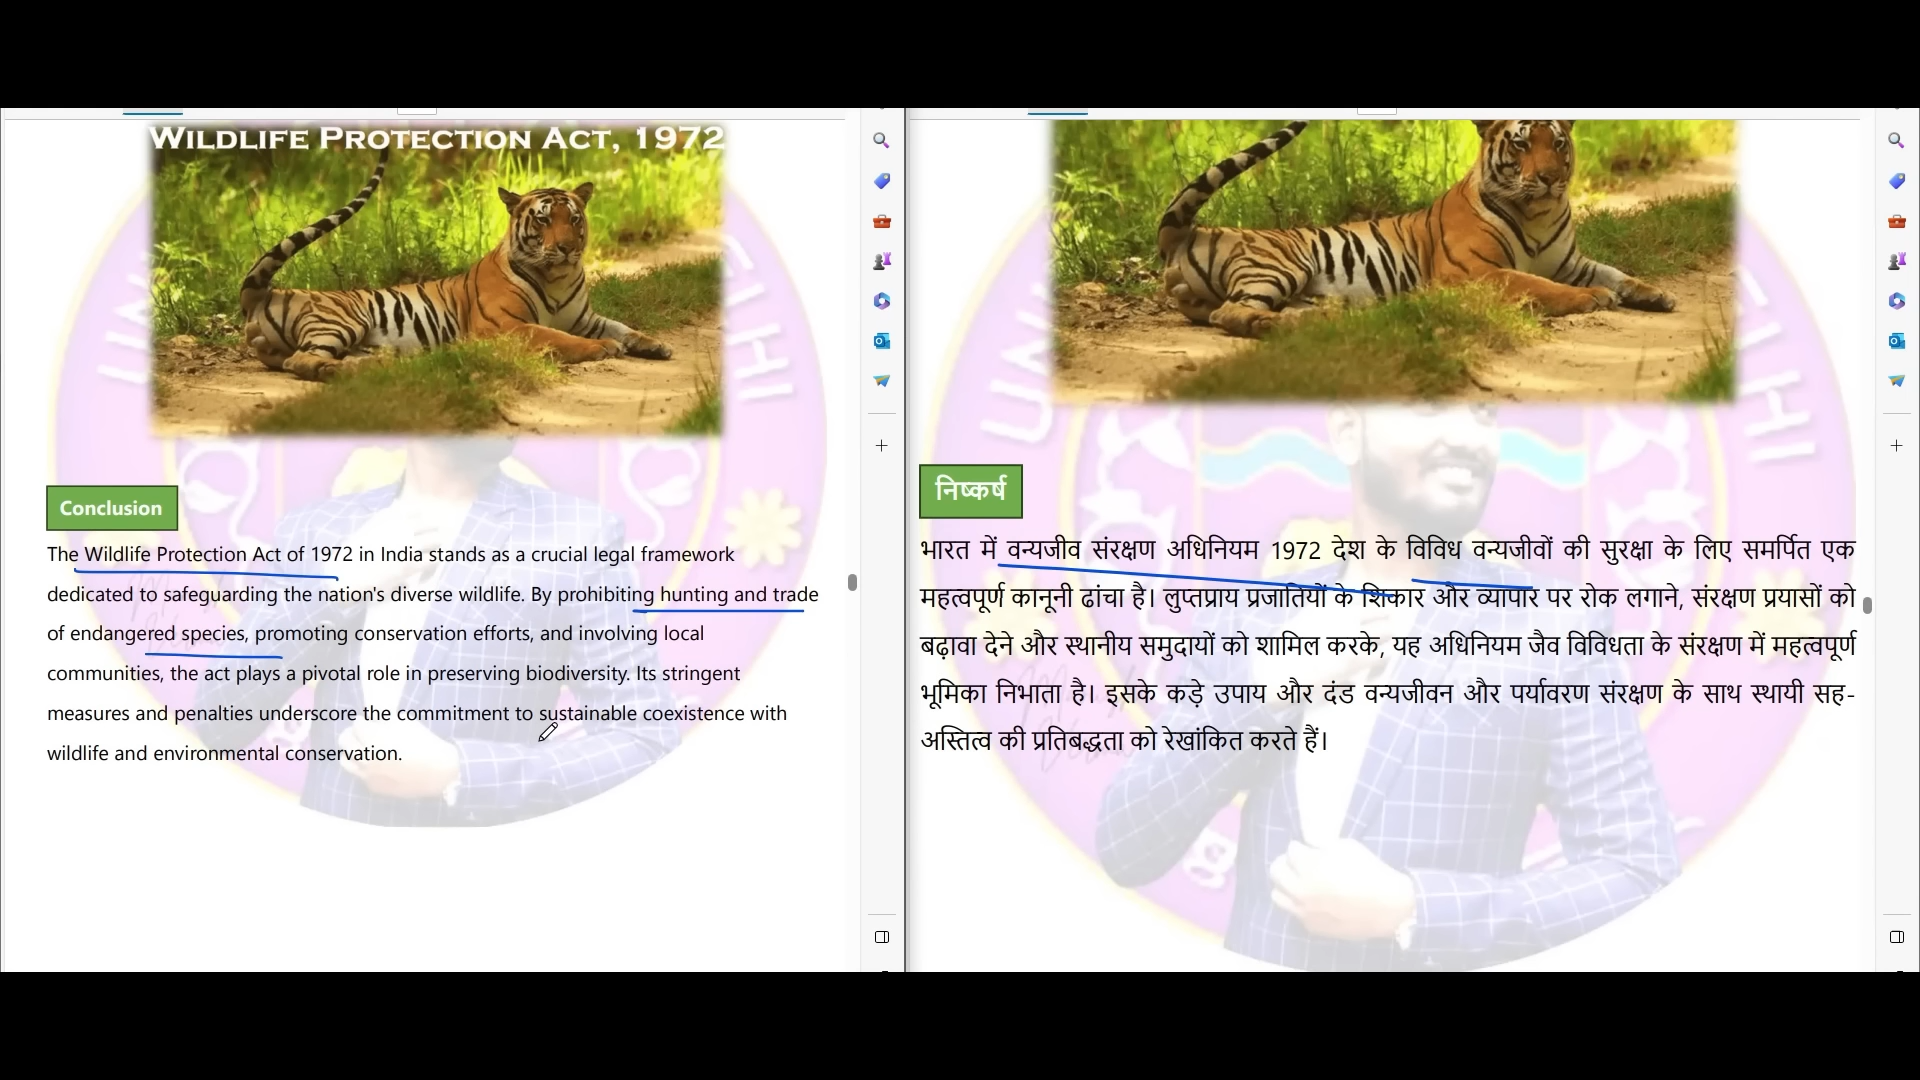 WILDLIFE PROTECTION ACT, 1972
Conclusion
The Wildlife Protection Act of 1972 in India stands as a crucial legal framework
dedicated to safeguarding the nation's diverse wildlife. By prohibiting hunting and trade
of endangered species, promoting conservation efforts, and involving local
communities, the act plays a pivotal role in preserving biodiversity. Its stringent
measures and penalties underscore the commitment to sustainable coexistence with
wildlife and environmental conservation.
निष्कर्ष
भारत में वन्यजीव संरक्षण अधिनियम 1972 देश के विविध वन्यजीवों की सुरक्षा के लिए समर्पित एक
महत्वपूर्ण कानूनी ढांचा है। लुप्तप्राय प्रजातियों के शिकार और व्यापार पर रोक लगाने, संरक्षण प्रयासों को
बढ़ावा देने और स्थानीय समुदायों को शामिल करके, यह अधिनियम जैव विविधता के संरक्षण में महत्वपूर्ण
भूमिका निभाता है। इसके कड़े उपाय और दंड वन्यजीवन और पर्यावरण संरक्षण के साथ स्थायी सह-
अस्तित्व की प्रतिबद्धता को रेखांकित करते हैं।